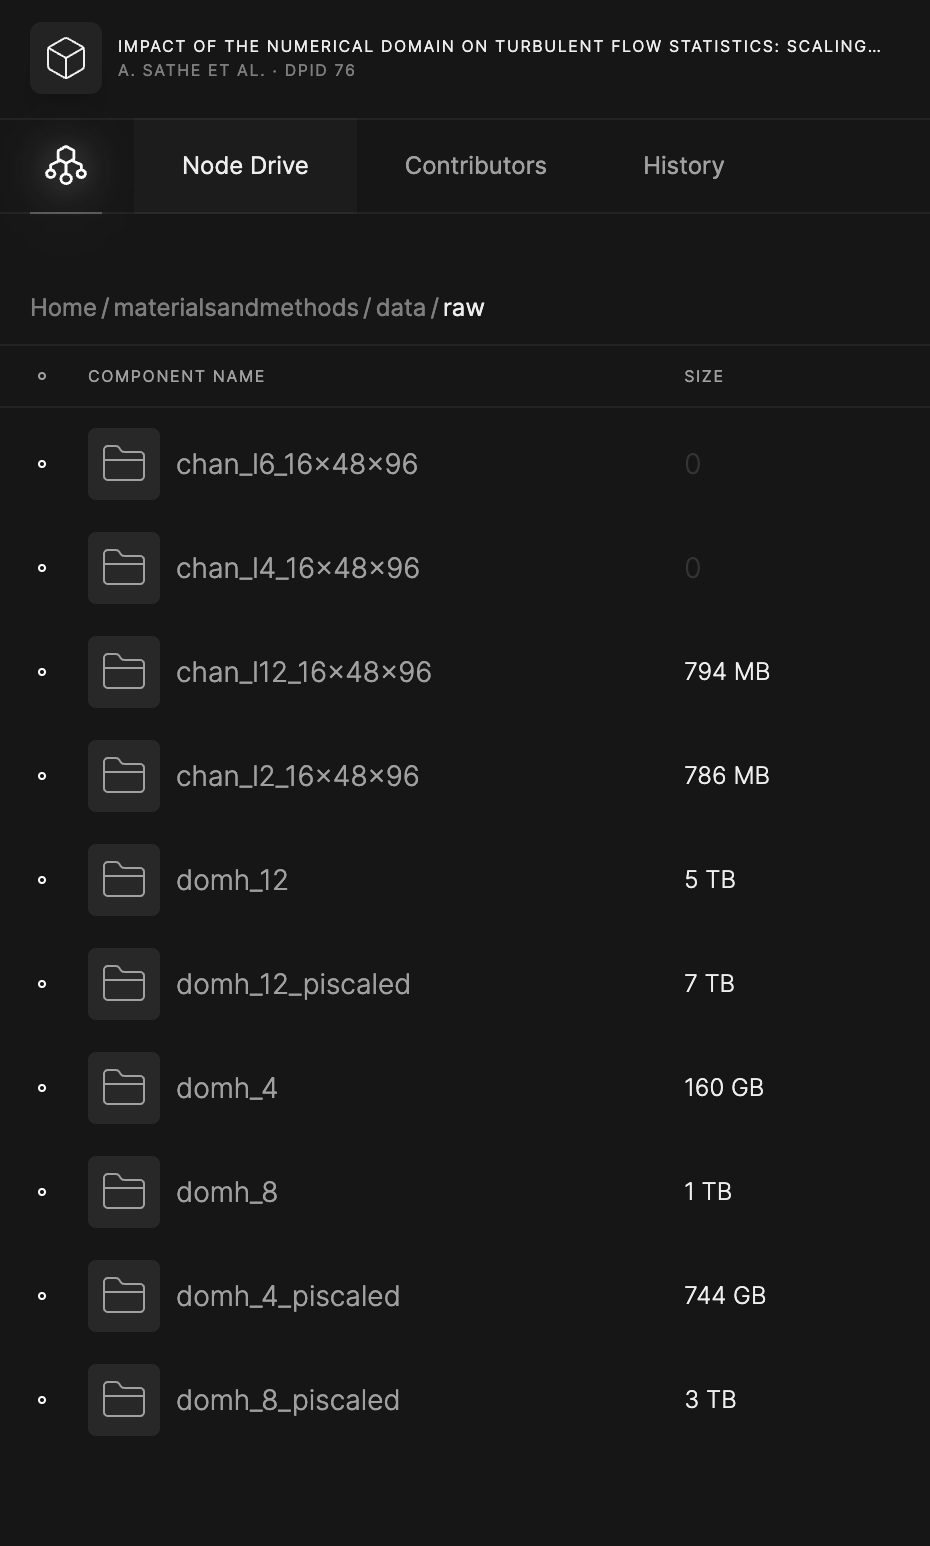 IMPACT OF THE NUMERICAL DOMAIN ON TURBULENT FLOW STATISTICS: SCALING…
A. SATHE ET AL. · DPID 76
Node Drive Contributors History
Home / materialsandmethods / data / raw
COMPONENT NAME SIZE
chan_l6_16×48×96 0
chan_l4_16×48×96 0
chan_l12_16×48×96 794 MB
chan_l2_16×48×96 786 MB
domh_12 5 TB
domh_12_piscaled 7 TB
domh_4 160 GB
domh_8 1 TB
domh_4_piscaled 744 GB
domh_8_piscaled 3 TB